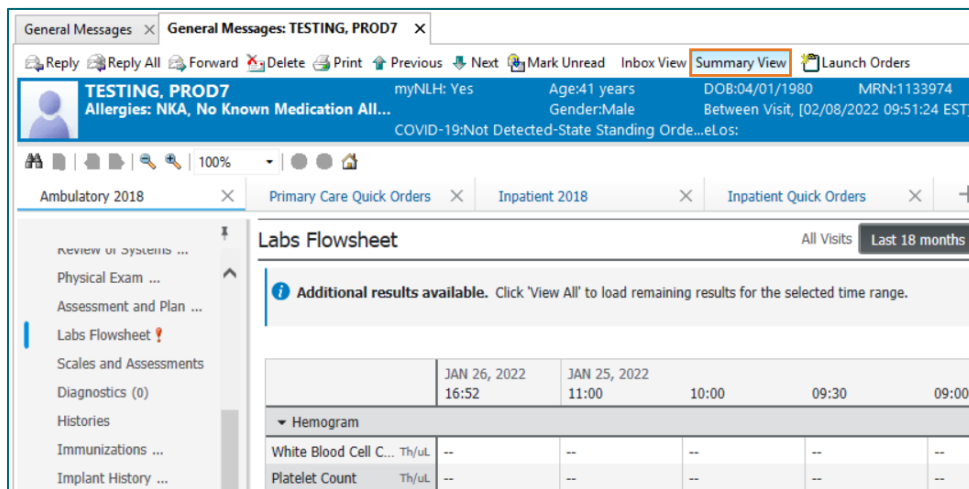 General Messages × General Messages: TESTING, PROD7 ×
Reply Reply All Forward Delete Print Previous Next Mark Unread Inbox View Summary View Launch Orders
TESTING, PROD7 myNLH: Yes Age:41 years DOB:04/01/1980 MRN:1133974
Allergies: NKA, No Known Medication All... Gender:Male Between Visit, [02/08/2022 09:51:24 EST]
COVID-19:Not Detected-State Standing Orde...eLos:
100%
Ambulatory 2018 × Primary Care Quick Orders × Inpatient 2018 × Inpatient Quick Orders × +
Review of Systems ...
Physical Exam ...
Assessment and Plan ...
Labs Flowsheet
Scales and Assessments
Diagnostics (0)
Histories
Immunizations ...
Implant History ...
Labs Flowsheet All Visits Last 18 months
Additional results available. Click 'View All' to load remaining results for the selected time range.
JAN 26, 2022 JAN 25, 2022
16:52 11:00 10:00 09:30 09:00
Hemogram
White Blood Cell C... Th/uL -- -- -- -- --
Platelet Count Th/uL -- -- -- -- --